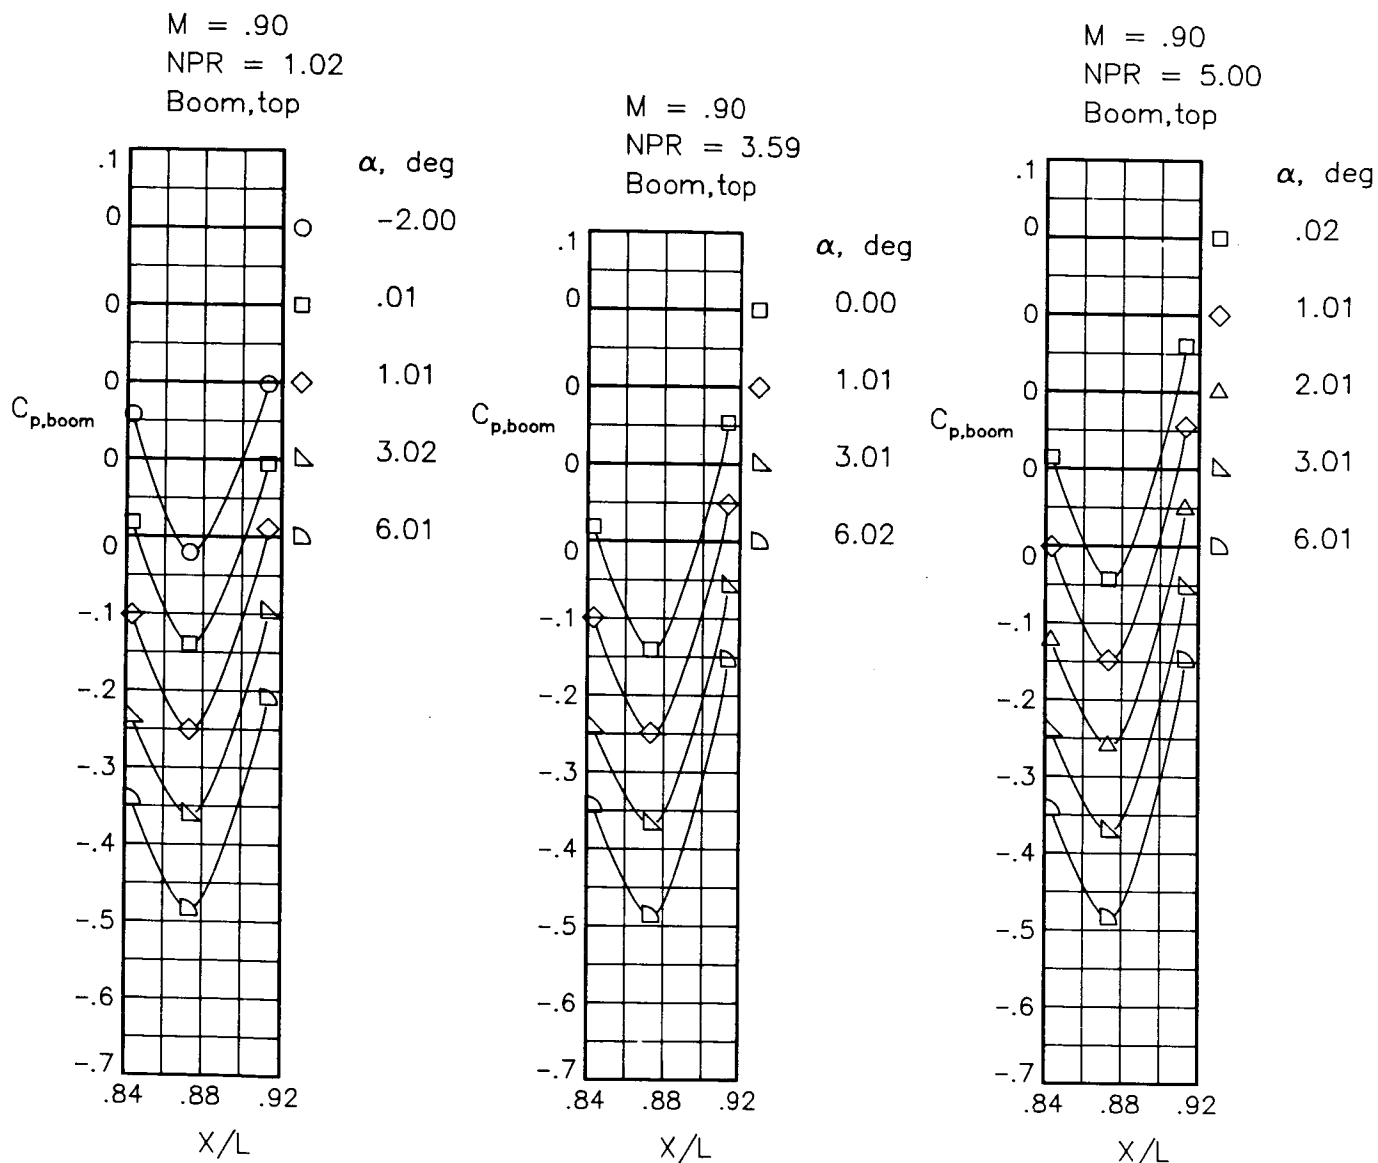 M = .90
NPR = 1.02
Boom,top
α, deg
.1
0
-2.00
0
.01
0
1.01
Cp,boom
0
3.02
0
6.01
-.1
-.2
-.3
-.4
-.5
-.6
-.7
.84 .88 .92
X/L
M = .90
NPR = 3.59
Boom,top
α, deg
.1
0
0.00
0
1.01
Cp,boom
0
3.01
0
6.02
-.1
-.2
-.3
-.4
-.5
-.6
-.7
.84 .88 .92
X/L
M = .90
NPR = 5.00
Boom,top
α, deg
.1
0
.02
0
1.01
0
2.01
Cp,boom
0
3.01
0
6.01
-.1
-.2
-.3
-.4
-.5
-.6
-.7
.84 .88 .92
X/L